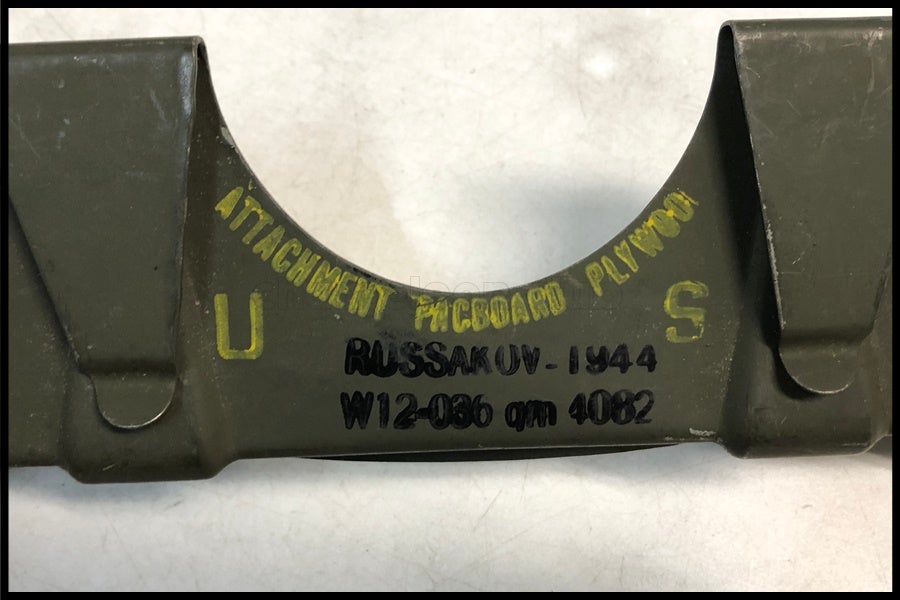 ATTACHMENT PACBOARD PLYWOOD
U S
RUSSAKOV-1944
W12-036 qm 4082